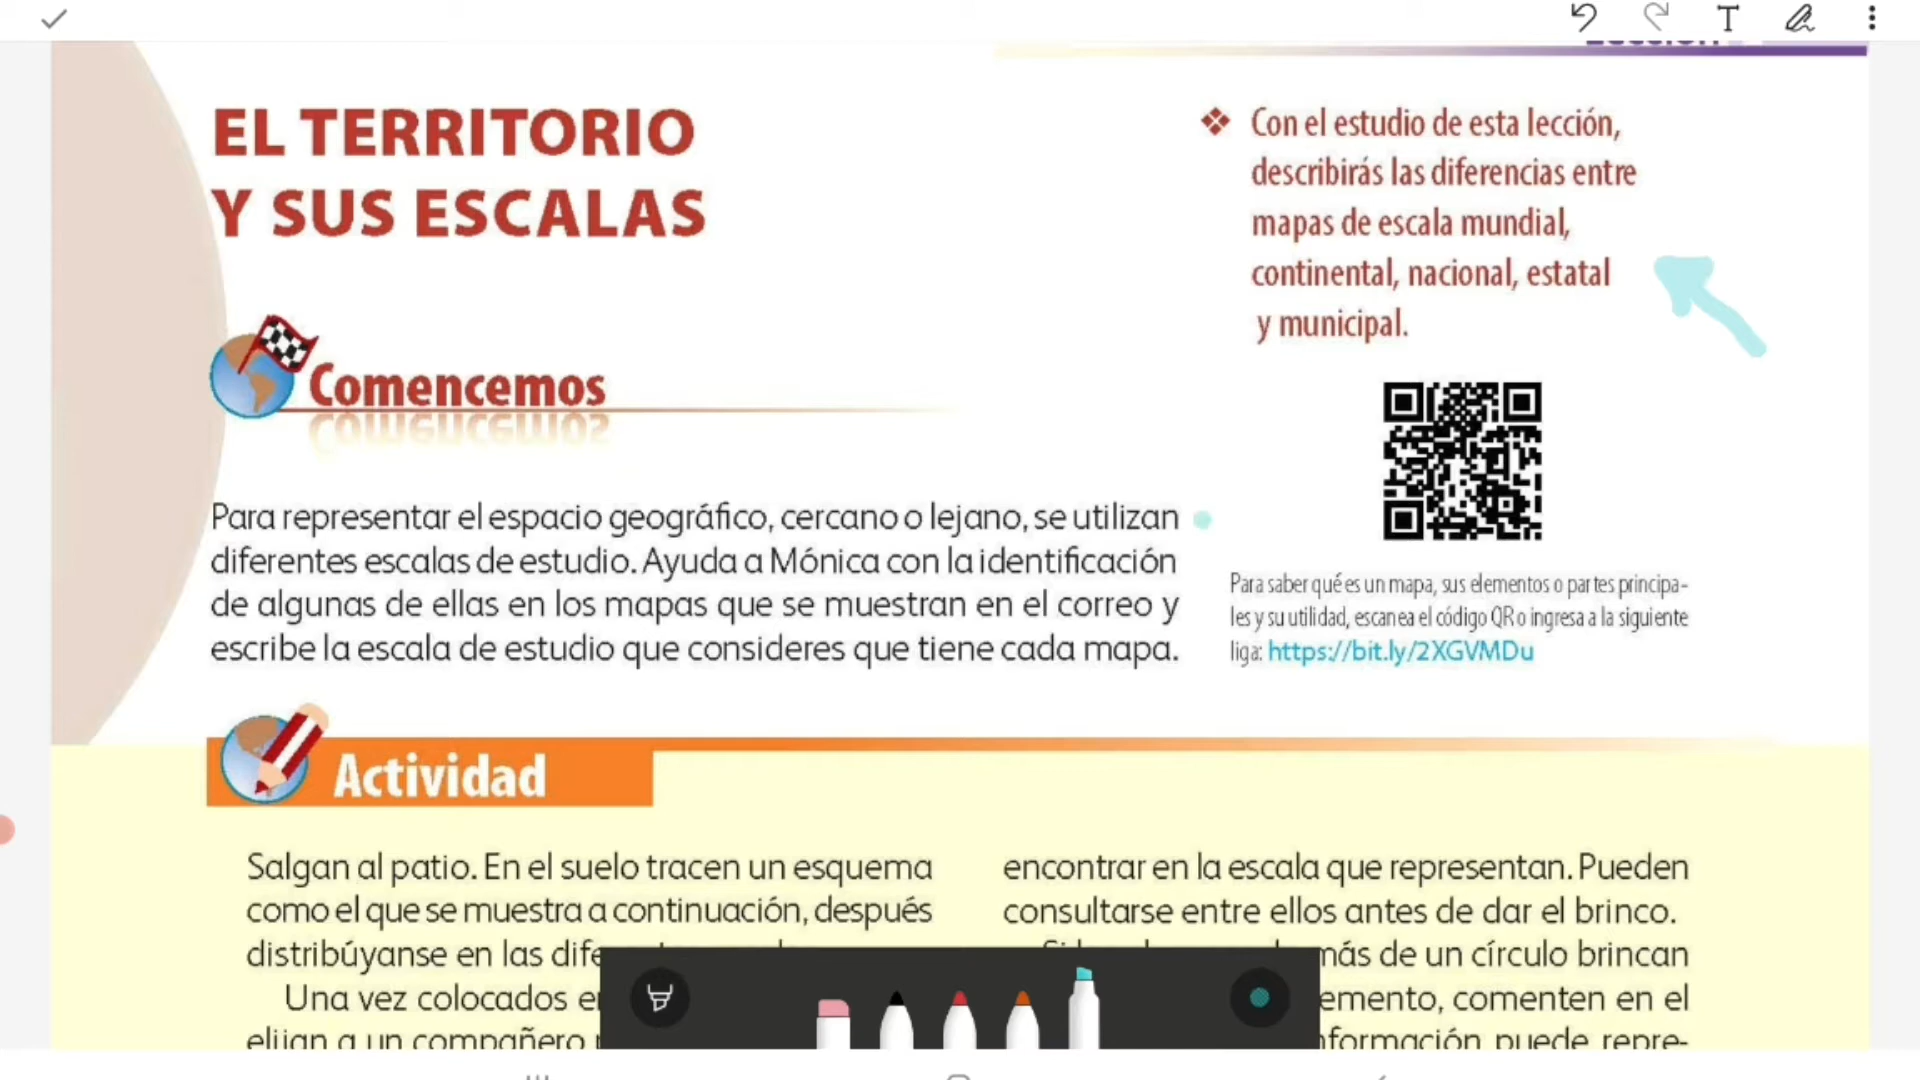 EL TERRITORIO
Y SUS ESCALAS
Con el estudio de esta lección,
describirás las diferencias entre
mapas de escala mundial,
continental, nacional, estatal
y municipal.
Comencemos
Para representar el espacio geográfico, cercano o lejano, se utilizan
diferentes escalas de estudio. Ayuda a Mónica con la identificación
de algunas de ellas en los mapas que se muestran en el correo y
escribe la escala de estudio que consideres que tiene cada mapa.
Para saber qué es un mapa, sus elementos o partes principa-
les y su utilidad, escanea el código QR o ingresa a la siguiente
liga: https://bit.ly/2XGVMDu
Actividad
Salgan al patio. En el suelo tracen un esquema
como el que se muestra a continuación, después
distribúyanse en las
Una vez colocados
elijan a un compañero
encontrar en la escala que representan. Pueden
consultarse entre ellos antes de dar el brinco.
más de un círculo brincan
comenten en el
puede repre-